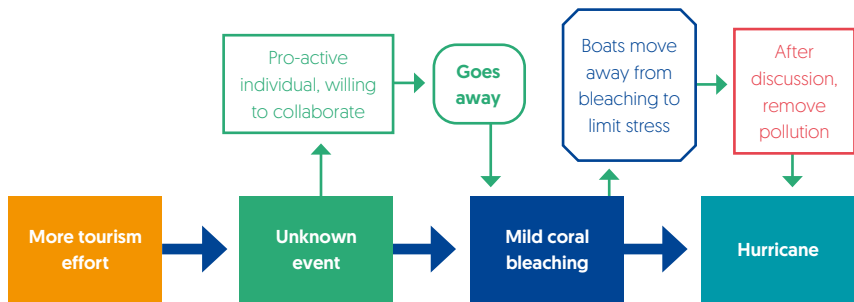 Pro-active
individual, willing
to collaborate
Goes
away
Boats move
away from
bleaching to
limit stress
After
discussion,
remove
pollution
More tourism
effort
Unknown
event
Mild coral
bleaching
Hurricane